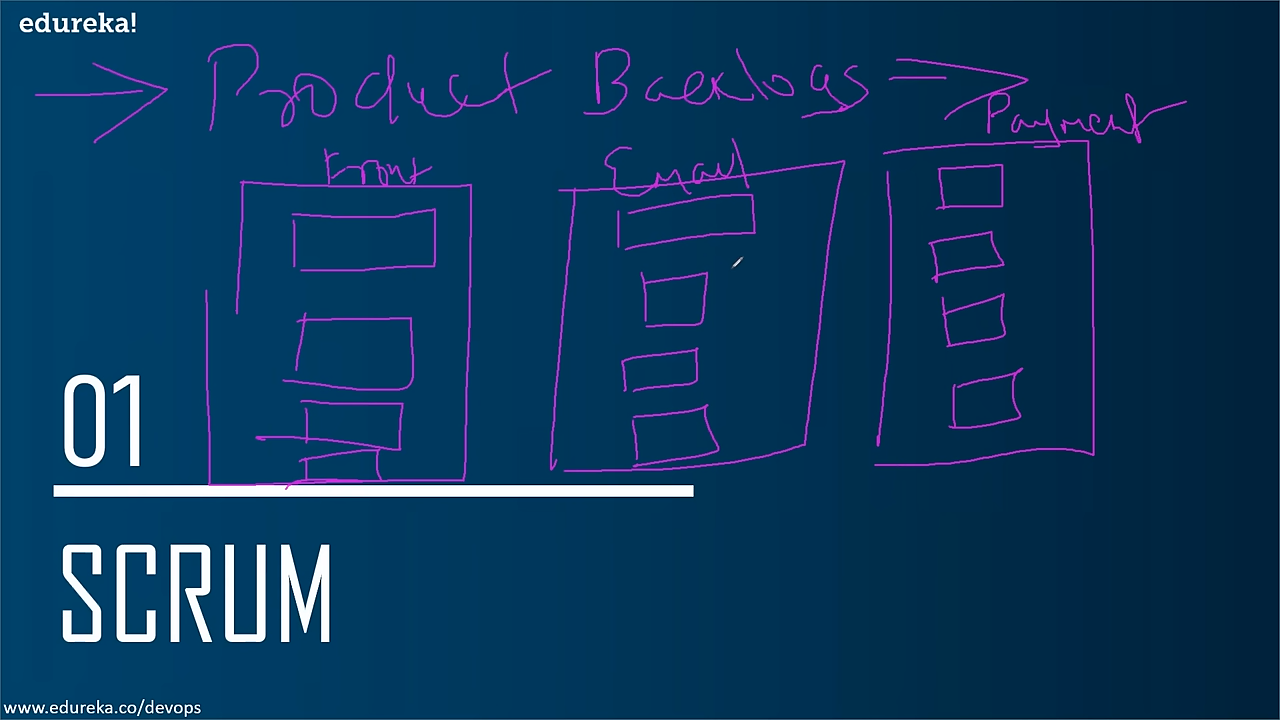 edureka!
Product Backlogs
Payment
Front
Email
01
SCRUM
www.edureka.co/devops